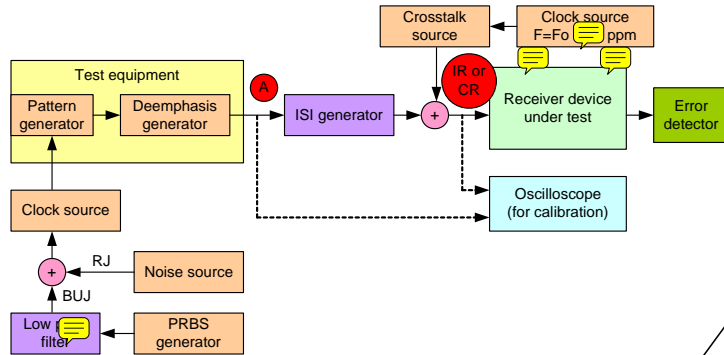 Crosstalk
source
Clock source
F=Fo ppm
Test equipment
A
IR or
CR
Pattern
generator
Deemphasis
generator
ISI generator
+
Receiver device
under test
Error
detector
Clock source
Oscilloscope
(for calibration)
RJ
+
Noise source
BUJ
Low
filter
PRBS
generator